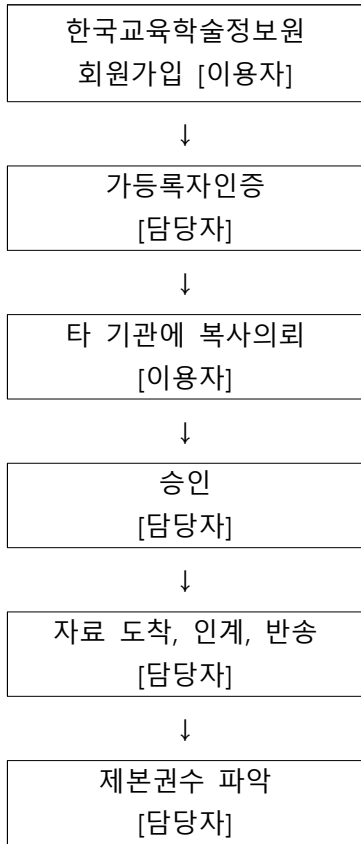 한국교육학술정보원
회원가입 [이용자]
↓
가등록자인증
[담당자]
↓
타 기관에 복사의뢰
[이용자]
↓
승인
[담당자]
↓
자료 도착, 인계, 반송
[담당자]
↓
제본권수 파악
[담당자]